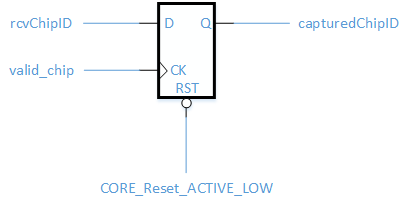 rcvChipID
D
Q
capturedChipID
valid_chip
CK
RST
CORE_Reset_ACTIVE_LOW